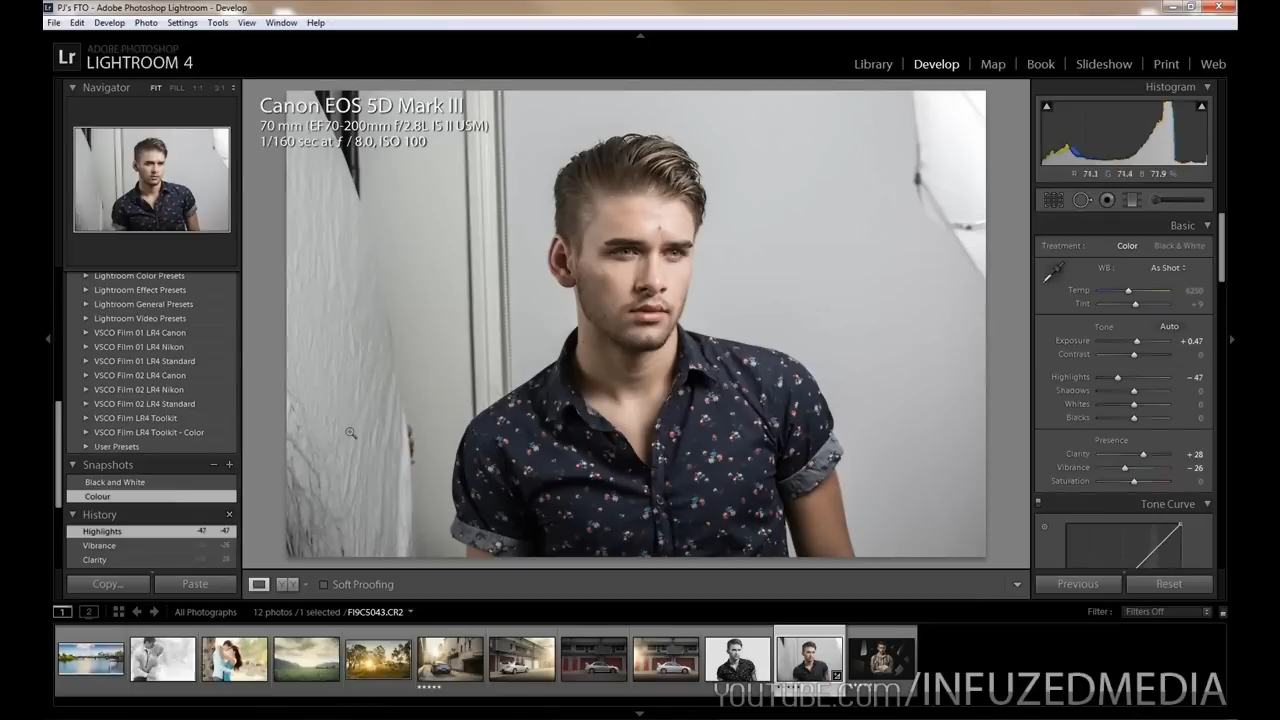 PJ's FTO - Adobe Photoshop Lightroom - Develop
File Edit Develop Photo Settings Tools View Window Help
Lr ADOBE PHOTOSHOP
LIGHTROOM 4
Library | Develop | Map | Book | Slideshow | Print | Web
Navigator FIT FILL 1:1 3:1
Histogram
Canon EOS 5D Mark III
70 mm (EF70-200mm f/2.8L IS II USM)
1/160 sec at ƒ / 8.0, ISO 100
R 71.1 G 71.4 B 71.9 %
Basic
Treatment : Color Black & White
WB : As Shot
Temp 6250
Tint + 9
Tone Auto
Exposure + 0.47
Contrast 0
Highlights - 47
Shadows 0
Whites 0
Blacks 0
Presence
Clarity + 28
Vibrance - 26
Saturation 0
Tone Curve
Lightroom Color Presets
Lightroom Effect Presets
Lightroom General Presets
Lightroom Video Presets
VSCO Film 01 LR4 Canon
VSCO Film 01 LR4 Nikon
VSCO Film 01 LR4 Standard
VSCO Film 02 LR4 Canon
VSCO Film 02 LR4 Nikon
VSCO Film 02 LR4 Standard
VSCO Film LR4 Toolkit
VSCO Film LR4 Toolkit - Color
User Presets
Snapshots
Black and White
Colour
History
Highlights -47 -47
Vibrance -26
Clarity 28
Copy... Paste
Y Y Soft Proofing
Previous Reset
1 2 All Photographs 12 photos / 1 selected / FI9C5043.CR2
Filter : Filters Off
YOUTUBE.COM/INFUZEDMEDIA